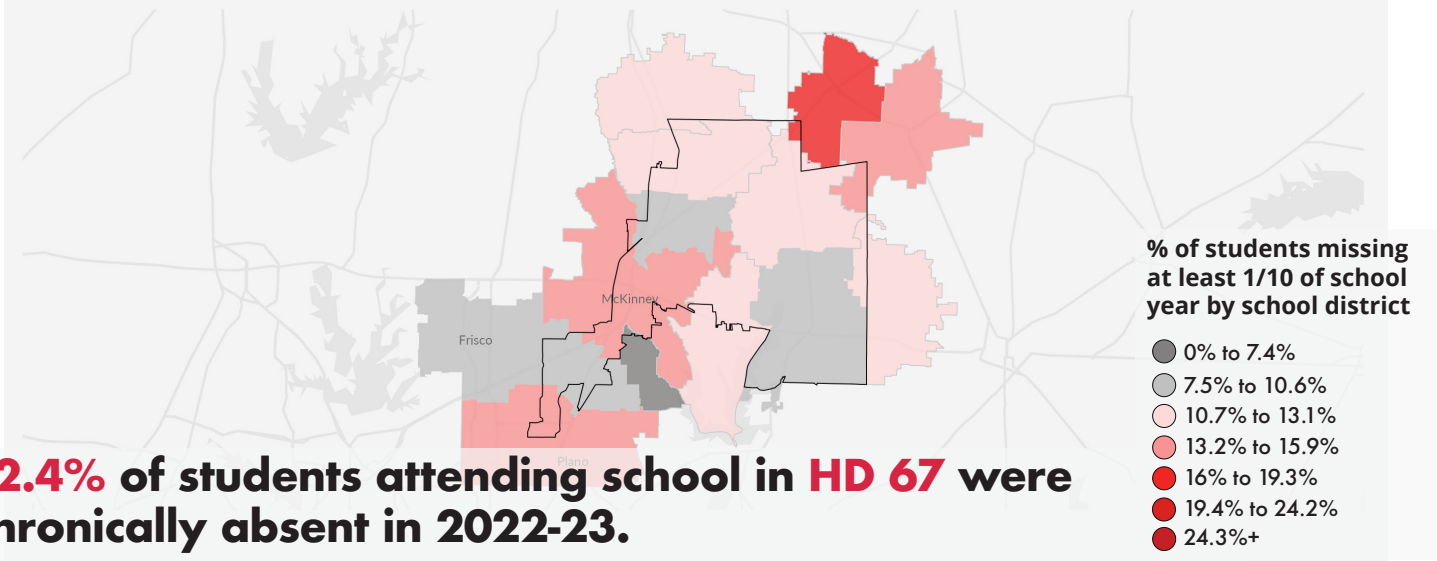 McKinney
Frisco
Plano
% of students missing
at least 1/10 of school
year by school district
0% to 7.4%
7.5% to 10.6%
10.7% to 13.1%
13.2% to 15.9%
16% to 19.3%
19.4% to 24.2%
24.3%+
2.4% of students attending school in HD 67 were
hronically absent in 2022-23.